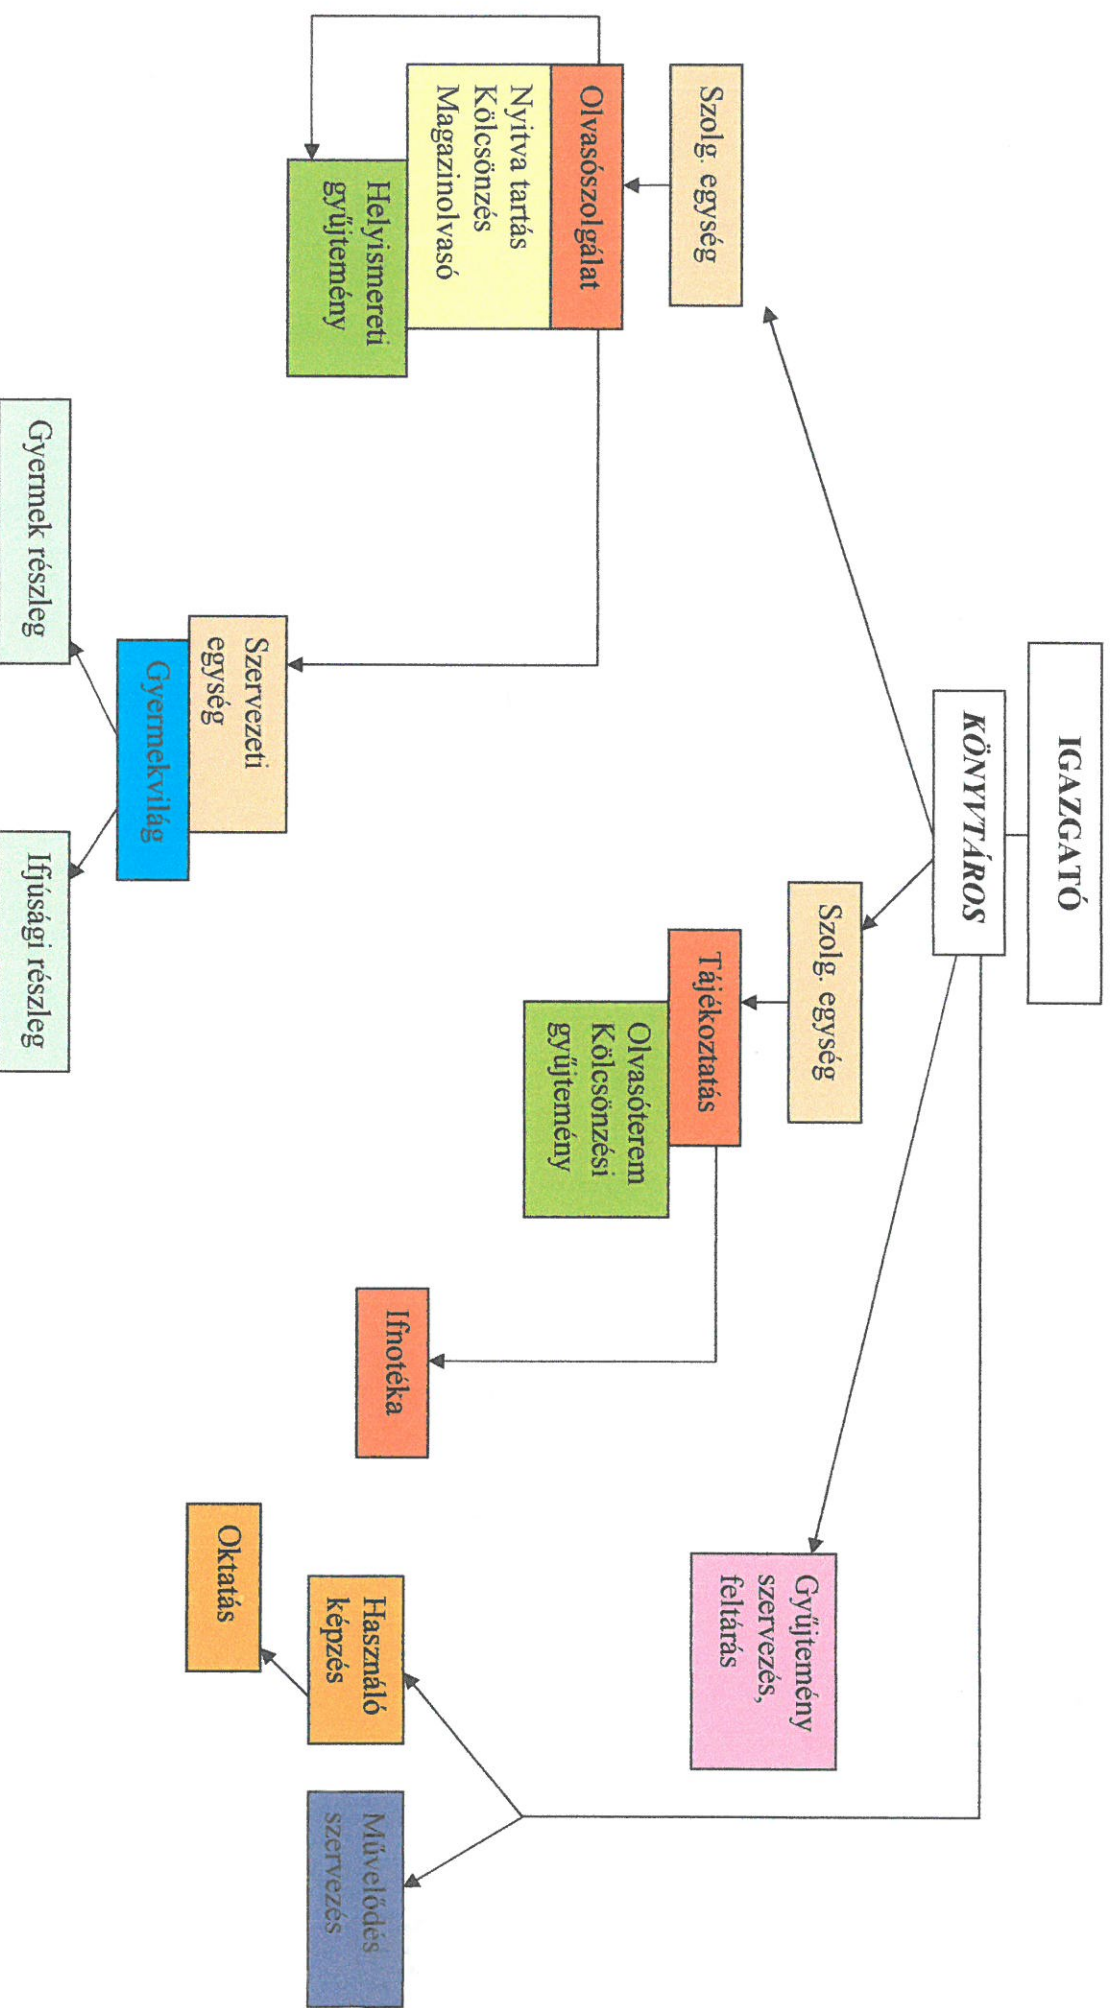 IGAZGATÓ
KÖNYVTÁROS
Szolg. egység
Olvasószolgálat
Nyitva tartás
Kölcsönzés
Magazinolvasó
Helyismereti
gyűjtemény
Szervezeti
egység
Gyermekvilág
Gyermek részleg
Ifjúsági részleg
Szolg. egység
Tájékoztatás
Olvasóterem
Kölcsönzési
gyűjtemény
Ifnotéka
Gyűjtemény
szervezés,
feltárás
Használó
képzés
Oktatás
Művelődés
szervezés